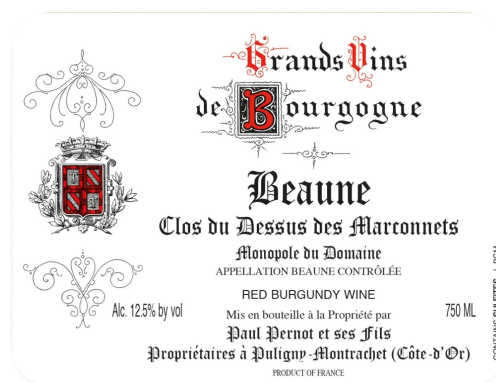 Grands Vins
de Bourgogne
Beaune
Clos du Dessus des Marconnets
Monopole du Domaine
APPELLATION BEAUNE CONTRÔLÉE
RED BURGUNDY WINE
Alc. 12.5% by vol
Mis en bouteille à la Propriété par
750 ML
Paul Pernot et ses Fils
Propriétaires à Puligny-Montrachet (Côte-d'Or)
PRODUCT OF FRANCE
CONTAINS